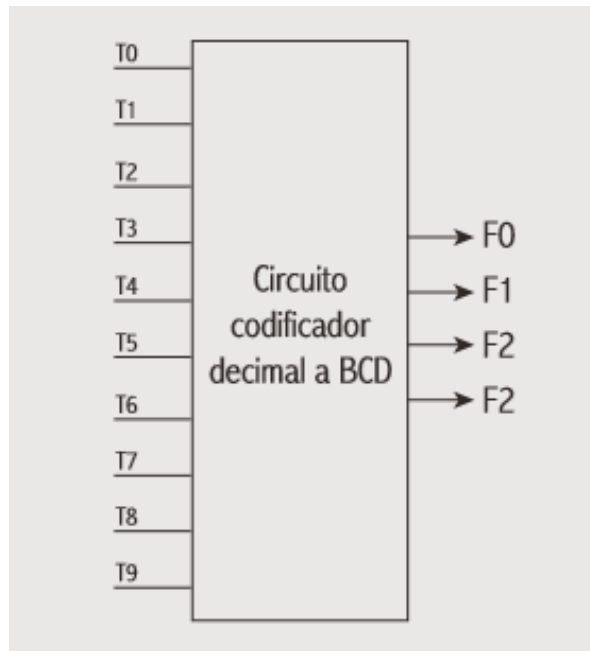 T0
T1
T2
T3
T4
T5
T6
T7
T8
T9
Circuito
codificador
decimal a BCD
F0
F1
F2
F2